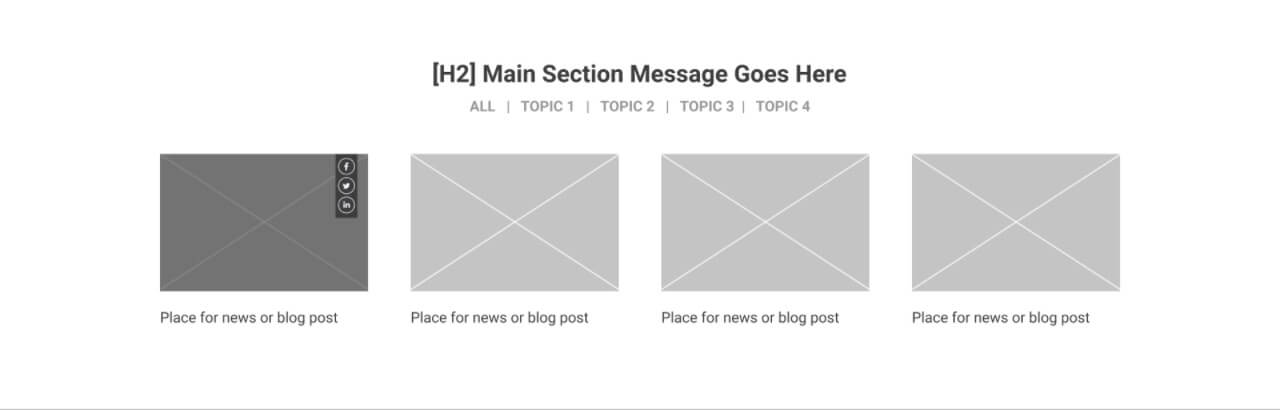 [H2] Main Section Message Goes Here
ALL | TOPIC 1 | TOPIC 2 | TOPIC 3 | TOPIC 4
f
in
Place for news or blog post
Place for news or blog post
Place for news or blog post
Place for news or blog post